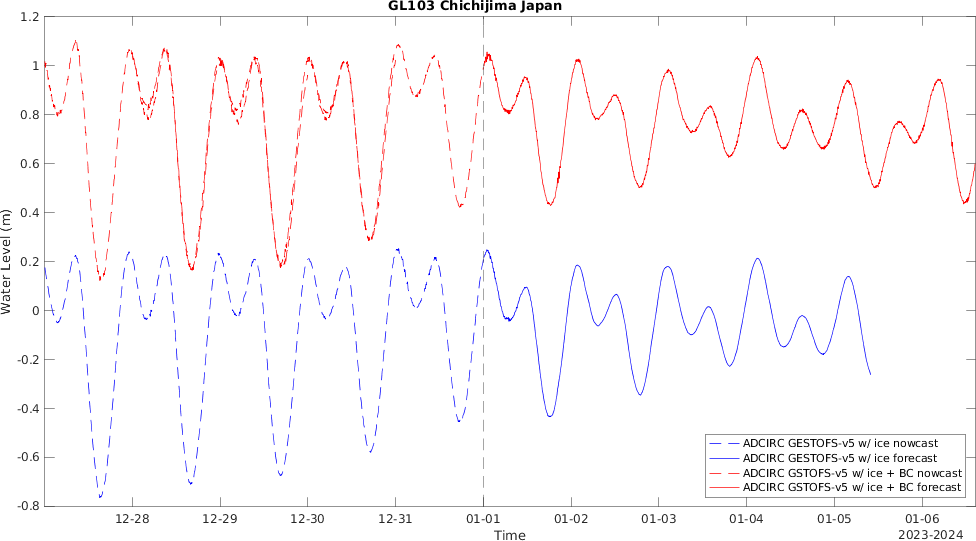 GL103 Chichijima Japan
Water Level (m)
1.2
1
0.8
0.6
0.4
0.2
0
-0.2
-0.4
-0.6
-0.8
ADCIRC GESTOFS-v5 w/ ice nowcast
ADCIRC GESTOFS-v5 w/ ice forecast
ADCIRC GSTOFS-v5 w/ ice + BC nowcast
ADCIRC GSTOFS-v5 w/ ice + BC forecast
12-28 12-29 12-30 12-31 01-01 01-02 01-03 01-04 01-05 01-06
Time
2023-2024